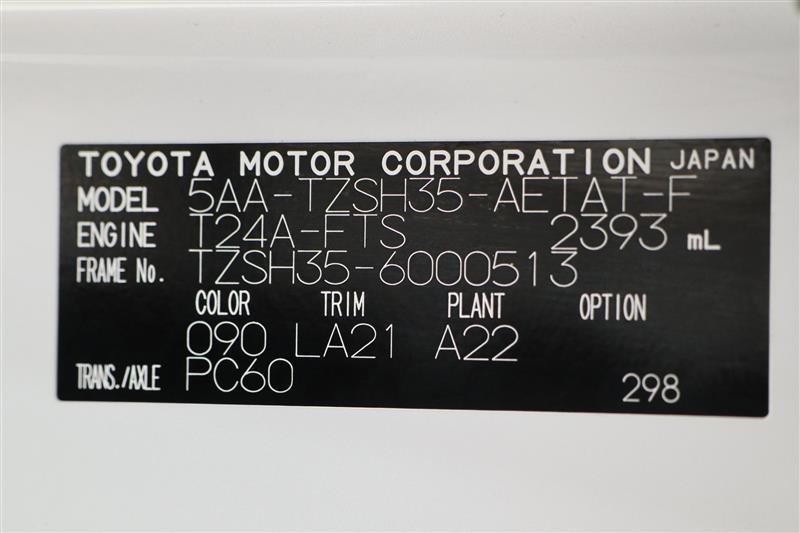 TOYOTA MOTOR CORPORATION JAPAN
MODEL 5AA-TZSH35-AETAT-F
ENGINE T24A-FTS 2393 mL
FRAME No. TZSH35-6000513
COLOR TRIM PLANT OPTION
090 LA21 A22
TRANS./AXLE PC60 298